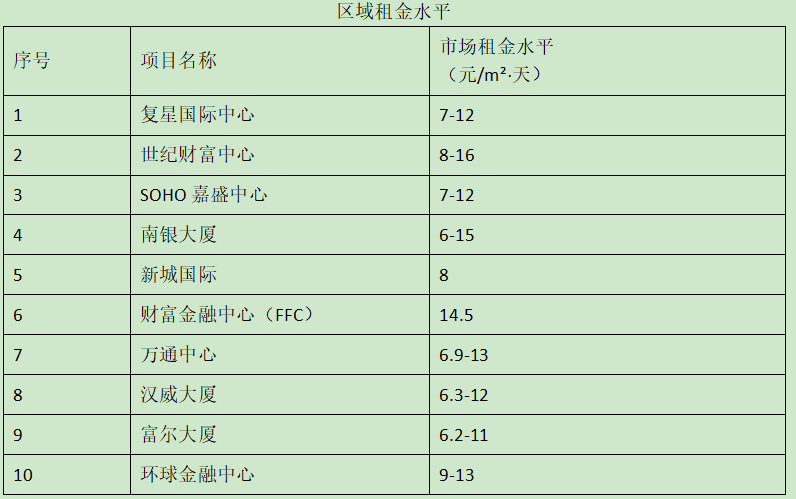 区域租金水平
序号 项目名称 市场租金水平
（元/m²·天）
1 复星国际中心 7-12
2 世纪财富中心 8-16
3 SOHO 嘉盛中心 7-12
4 南银大厦 6-15
5 新城国际 8
6 财富金融中心（FFC） 14.5
7 万通中心 6.9-13
8 汉威大厦 6.3-12
9 富尔大厦 6.2-11
10 环球金融中心 9-13